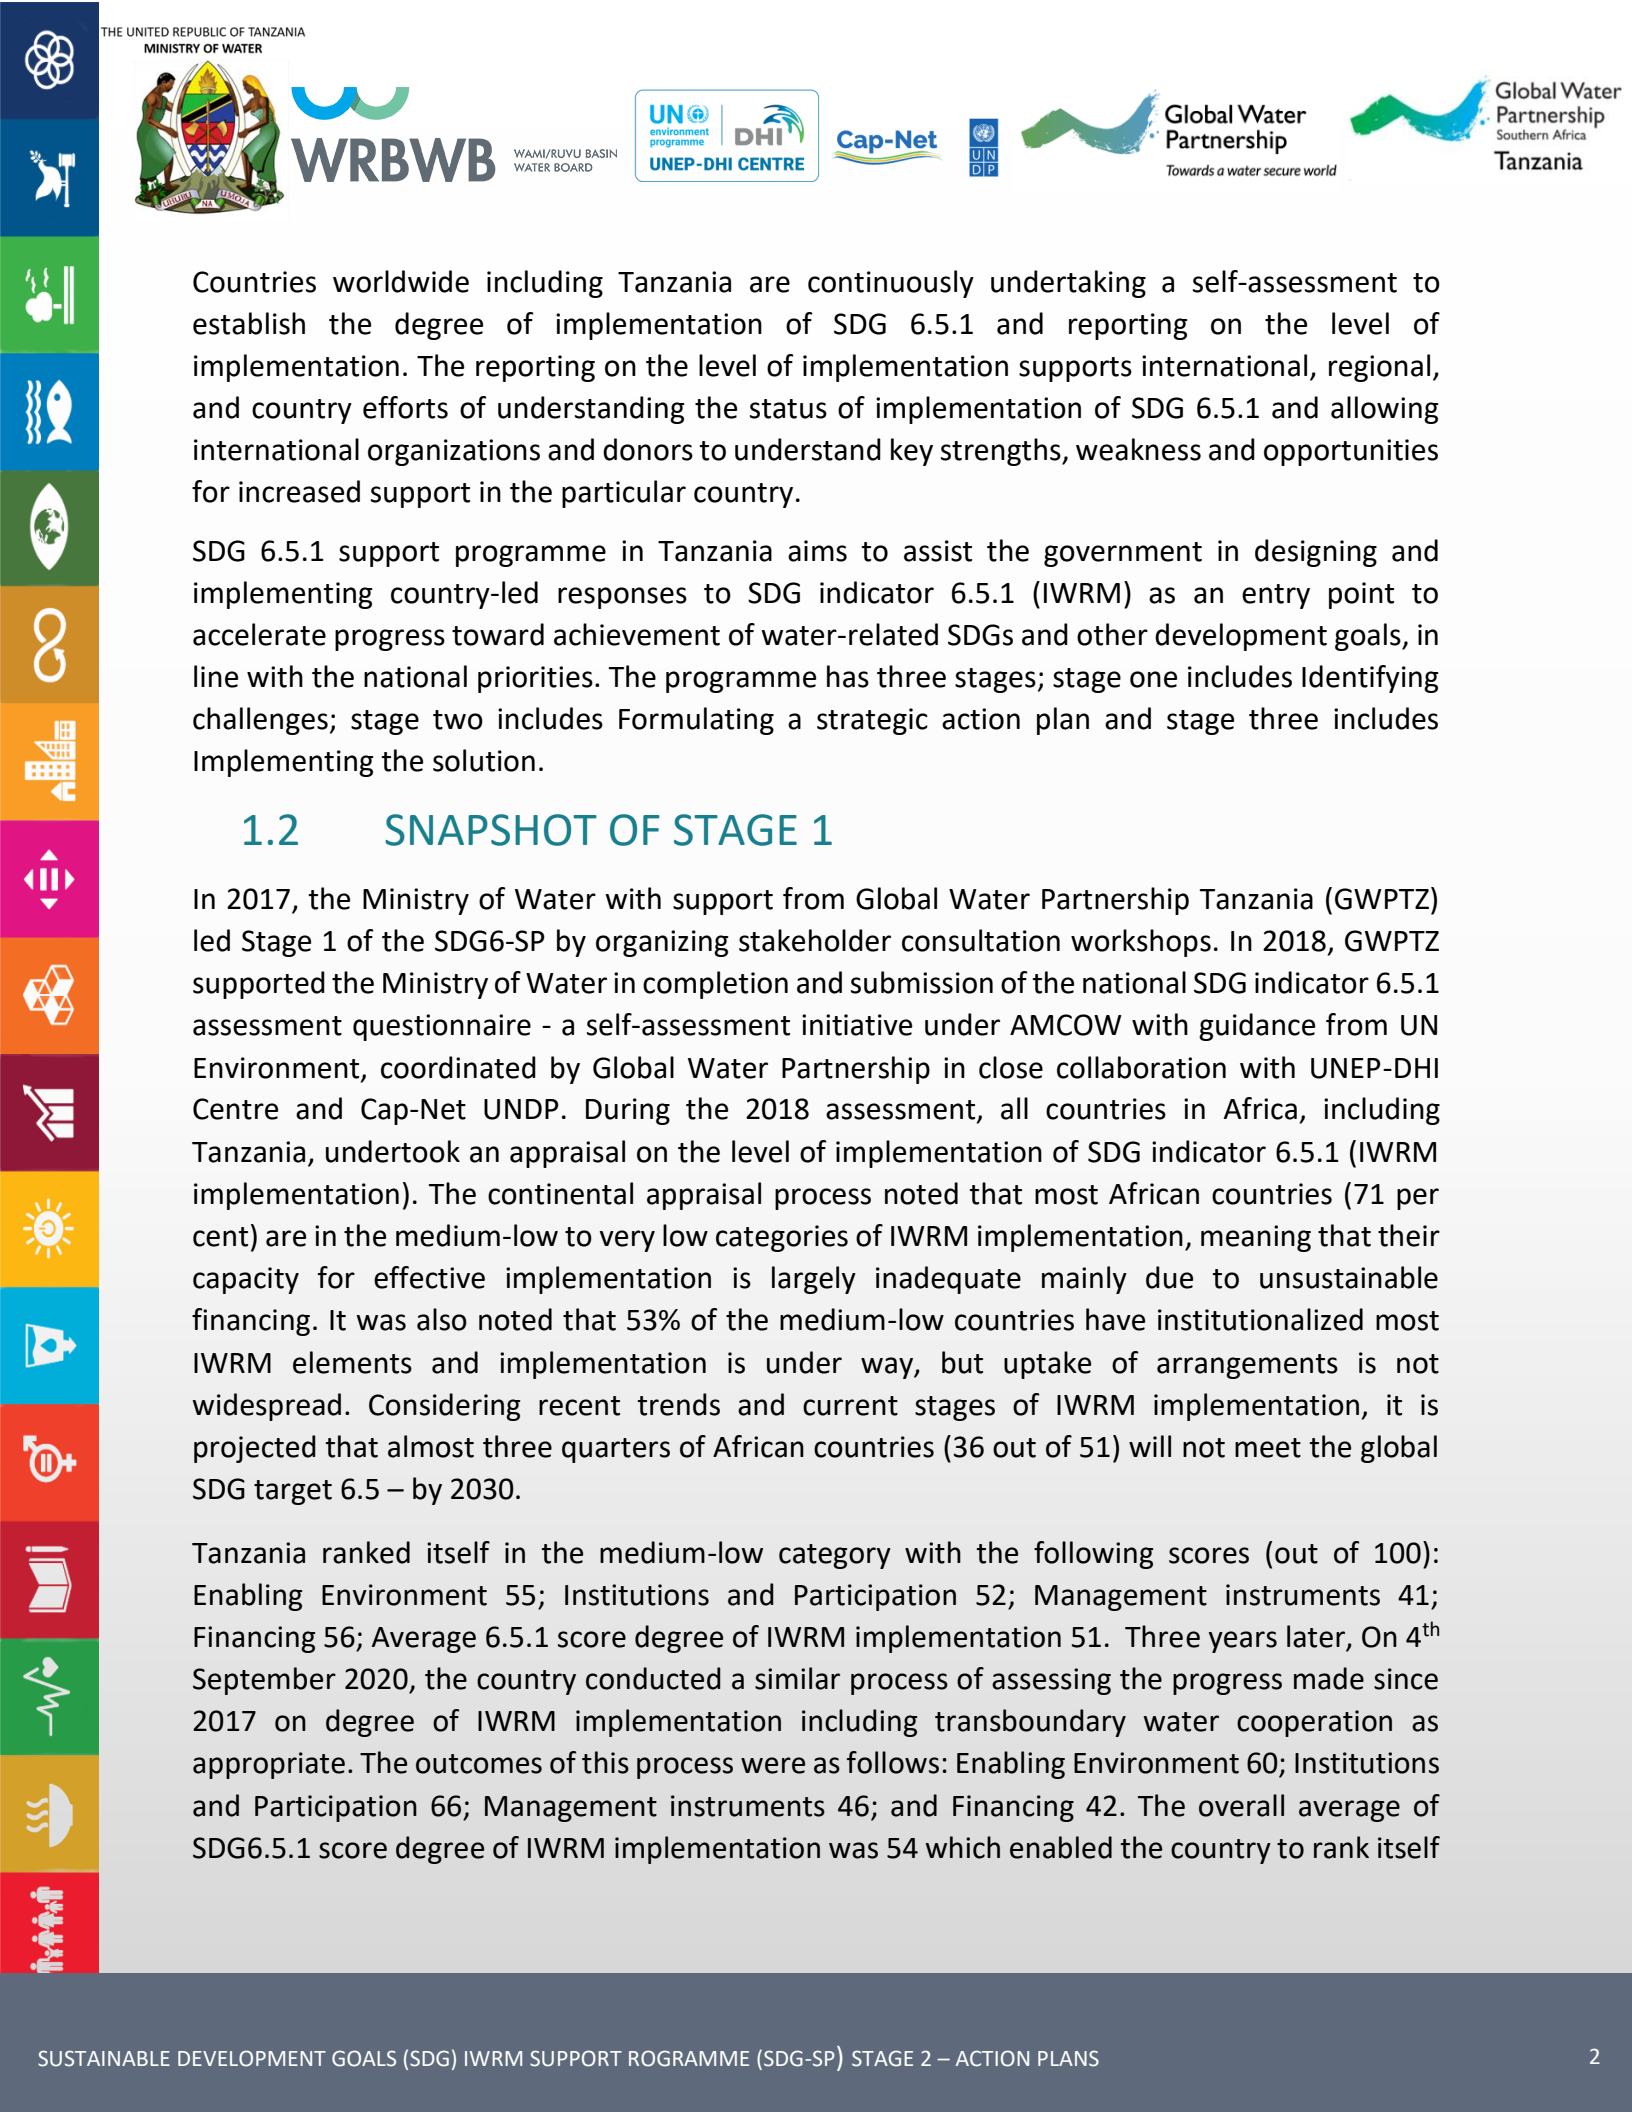 THE UNITED REPUBLIC OF TANZANIA
MINISTRY OF WATER
UHURU NA UMOJA
WRBWB
WAMI/RUVU BASIN
WATER BOARD
UN
environment
programme
DHI
UNEP-DHI CENTRE
Cap-Net
U N
D P
Global Water
Partnership
Towards a water secure world
Global Water
Partnership
Southern Africa
Tanzania
Countries worldwide including Tanzania are continuously undertaking a self-assessment to
establish the degree of implementation of SDG 6.5.1 and reporting on the level of
implementation. The reporting on the level of implementation supports international, regional,
and country efforts of understanding the status of implementation of SDG 6.5.1 and allowing
international organizations and donors to understand key strengths, weakness and opportunities
for increased support in the particular country.
SDG 6.5.1 support programme in Tanzania aims to assist the government in designing and
implementing country-led responses to SDG indicator 6.5.1 (IWRM) as an entry point to
accelerate progress toward achievement of water-related SDGs and other development goals, in
line with the national priorities. The programme has three stages; stage one includes Identifying
challenges; stage two includes Formulating a strategic action plan and stage three includes
Implementing the solution.
1.2 SNAPSHOT OF STAGE 1
In 2017, the Ministry of Water with support from Global Water Partnership Tanzania (GWPTZ)
led Stage 1 of the SDG6-SP by organizing stakeholder consultation workshops. In 2018, GWPTZ
supported the Ministry of Water in completion and submission of the national SDG indicator 6.5.1
assessment questionnaire - a self-assessment initiative under AMCOW with guidance from UN
Environment, coordinated by Global Water Partnership in close collaboration with UNEP-DHI
Centre and Cap-Net UNDP. During the 2018 assessment, all countries in Africa, including
Tanzania, undertook an appraisal on the level of implementation of SDG indicator 6.5.1 (IWRM
implementation). The continental appraisal process noted that most African countries (71 per
cent) are in the medium-low to very low categories of IWRM implementation, meaning that their
capacity for effective implementation is largely inadequate mainly due to unsustainable
financing. It was also noted that 53% of the medium-low countries have institutionalized most
IWRM elements and implementation is under way, but uptake of arrangements is not
widespread. Considering recent trends and current stages of IWRM implementation, it is
projected that almost three quarters of African countries (36 out of 51) will not meet the global
SDG target 6.5 – by 2030.
Tanzania ranked itself in the medium-low category with the following scores (out of 100):
Enabling Environment 55; Institutions and Participation 52; Management instruments 41;
Financing 56; Average 6.5.1 score degree of IWRM implementation 51. Three years later, On 4th
September 2020, the country conducted a similar process of assessing the progress made since
2017 on degree of IWRM implementation including transboundary water cooperation as
appropriate. The outcomes of this process were as follows: Enabling Environment 60; Institutions
and Participation 66; Management instruments 46; and Financing 42. The overall average of
SDG6.5.1 score degree of IWRM implementation was 54 which enabled the country to rank itself
SUSTAINABLE DEVELOPMENT GOALS (SDG) IWRM SUPPORT ROGRAMME (SDG-SP) STAGE 2 – ACTION PLANS 2